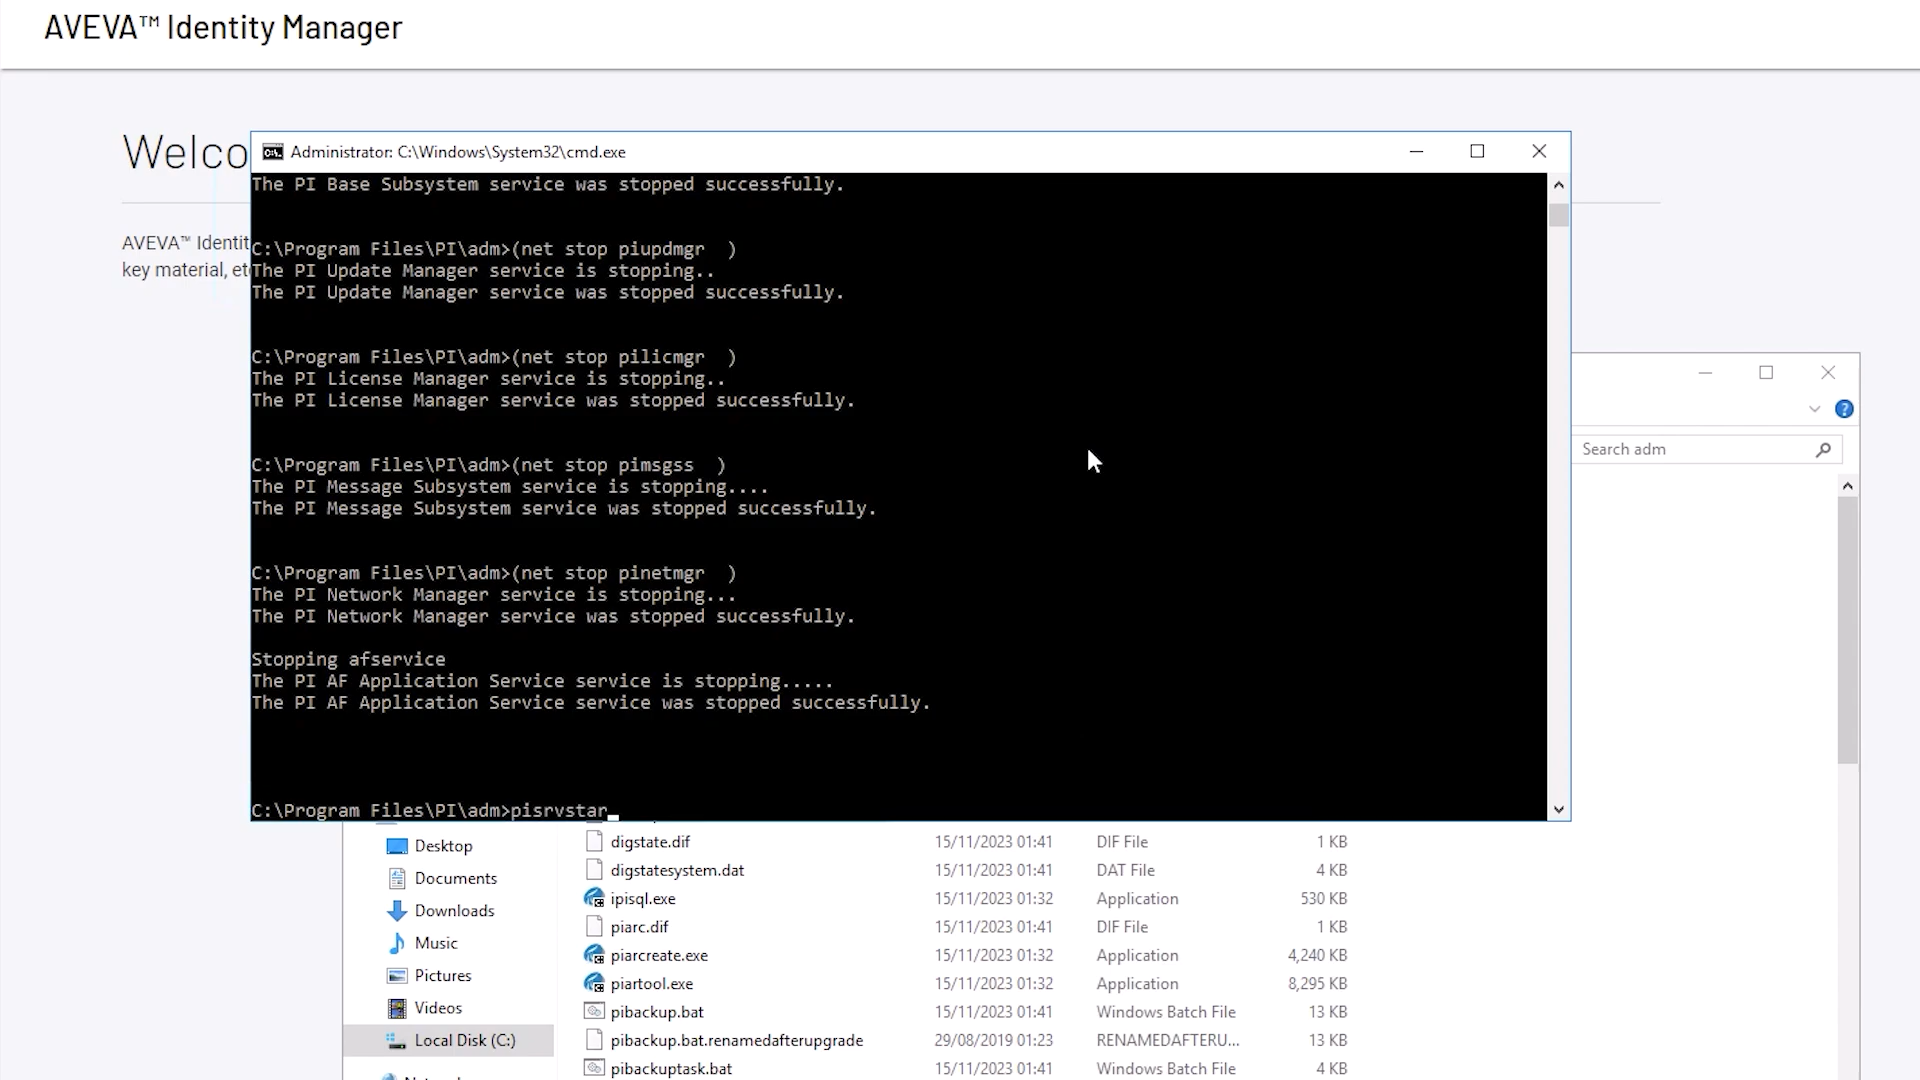 AVEVA™ Identity Manager
Welco
AVEVA™ Identit
key material, et
Administrator: C:\Windows\System32\cmd.exe
The PI Base Subsystem service was stopped successfully.
C:\Program Files\PI\adm>(net stop piupdmgr  )
The PI Update Manager service is stopping..
The PI Update Manager service was stopped successfully.
C:\Program Files\PI\adm>(net stop pilicmgr  )
The PI License Manager service is stopping..
The PI License Manager service was stopped successfully.
C:\Program Files\PI\adm>(net stop pimsgss  )
The PI Message Subsystem service is stopping....
The PI Message Subsystem service was stopped successfully.
C:\Program Files\PI\adm>(net stop pinetmgr  )
The PI Network Manager service is stopping...
The PI Network Manager service was stopped successfully.
Stopping afservice
The PI AF Application Service service is stopping.....
The PI AF Application Service service was stopped successfully.
C:\Program Files\PI\adm>pisrvstar_
Search adm
Desktop
Documents
Downloads
Music
Pictures
Videos
Local Disk (C:)
digstate.dif 15/11/2023 01:41 DIF File 1 KB
digstatesystem.dat 15/11/2023 01:41 DAT File 4 KB
ipisql.exe 15/11/2023 01:32 Application 530 KB
piarc.dif 15/11/2023 01:41 DIF File 1 KB
piarcreate.exe 15/11/2023 01:32 Application 4,240 KB
piartool.exe 15/11/2023 01:32 Application 8,295 KB
pibackup.bat 15/11/2023 01:41 Windows Batch File 13 KB
pibackup.bat.renamedafterupgrade 29/08/2019 01:23 RENAMEDAFTERU... 13 KB
pibackuptask.bat 15/11/2023 01:41 Windows Batch File 4 KB